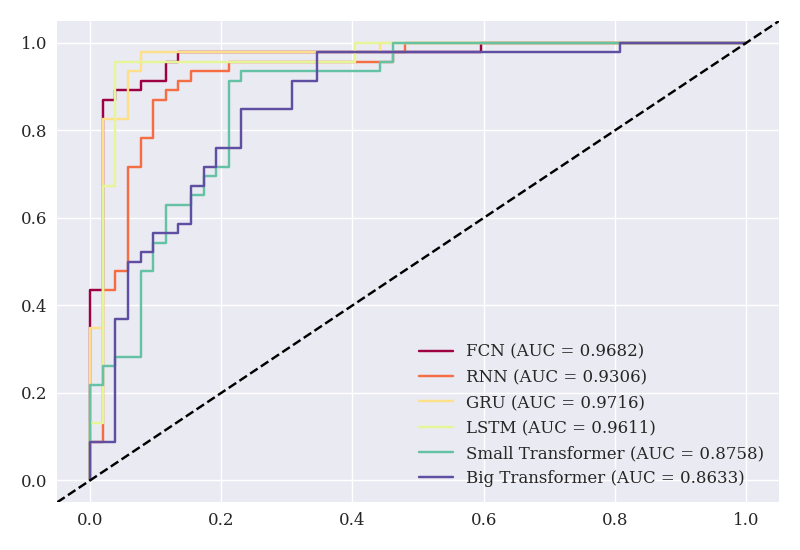 1.0
0.8
0.6
0.4
0.2
0.0
FCN (AUC = 0.9682)
RNN (AUC = 0.9306)
GRU (AUC = 0.9716)
LSTM (AUC = 0.9611)
Small Transformer (AUC = 0.8758)
Big Transformer (AUC = 0.8633)
0.0 0.2 0.4 0.6 0.8 1.0